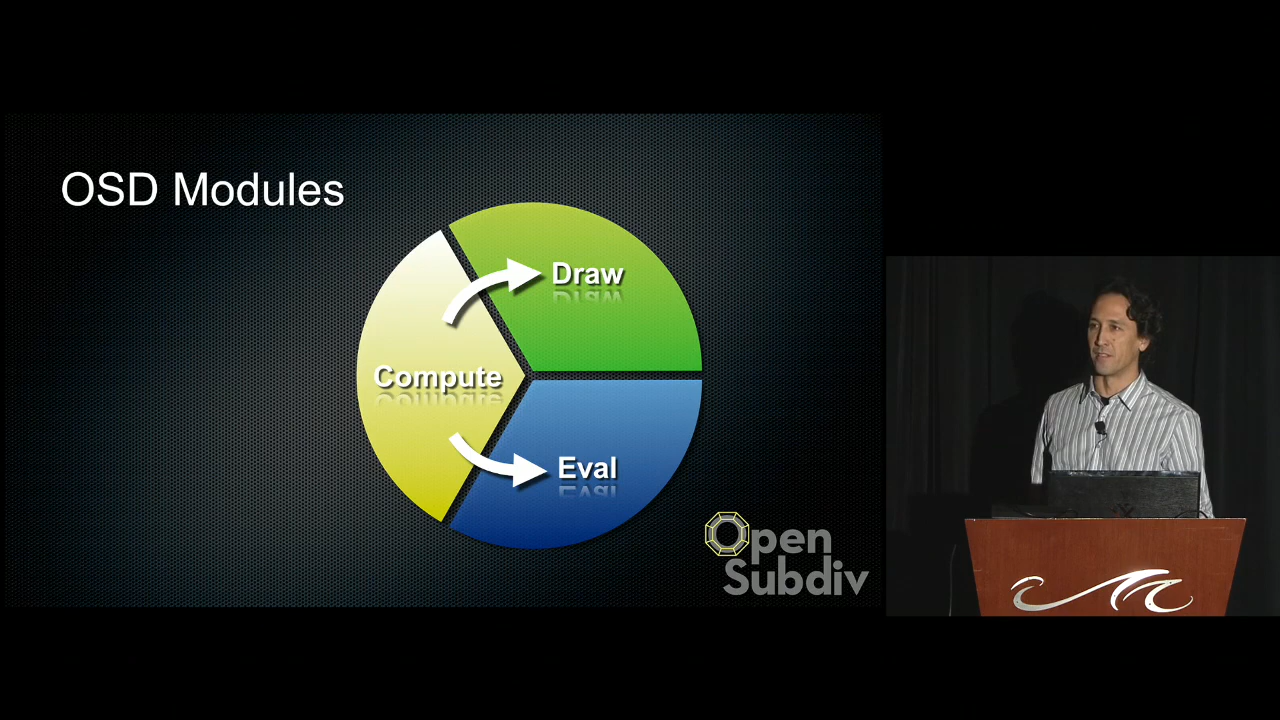 OSD Modules
Draw
Compute
Eval
Open
Subdiv